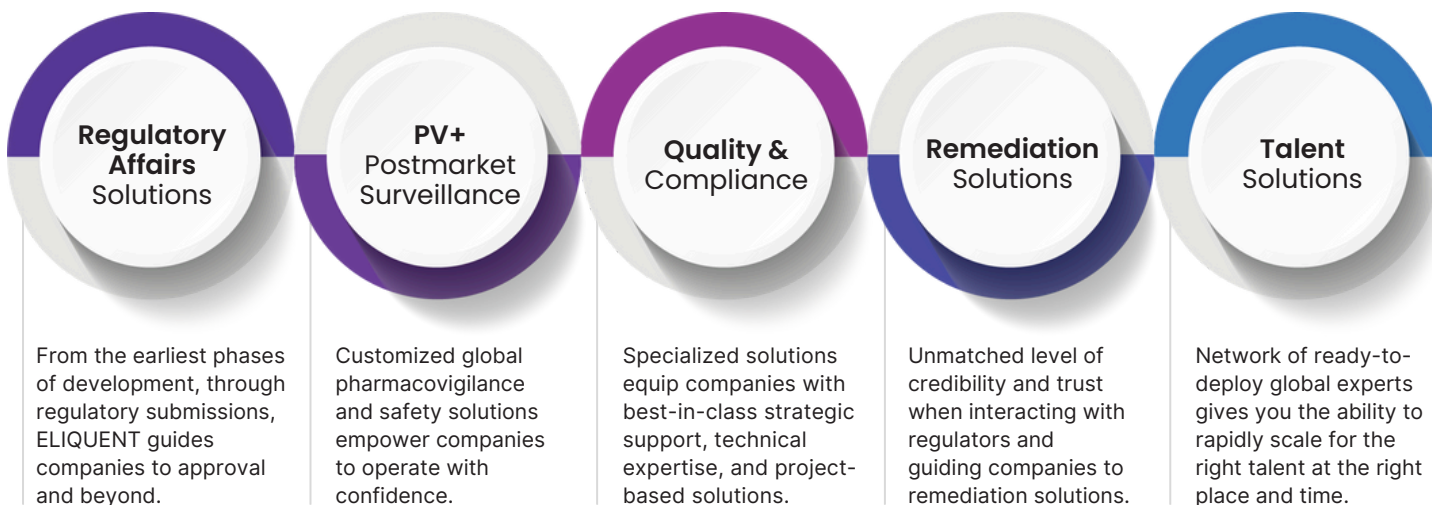 Regulatory
Affairs
Solutions
From the earliest phases
of development, through
regulatory submissions,
ELIQUENT guides
companies to approval
and beyond.
PV+
Postmarket
Surveillance
Customized global
pharmacovigilance
and safety solutions
empower companies
to operate with
confidence.
Quality &
Compliance
Specialized solutions
equip companies with
best-in-class strategic
support, technical
expertise, and project-
based solutions.
Remediation
Solutions
Unmatched level of
credibility and trust
when interacting with
regulators and
guiding companies to
remediation solutions.
Talent
Solutions
Network of ready-to-
deploy global experts
gives you the ability to
rapidly scale for the
right talent at the right
place and time.